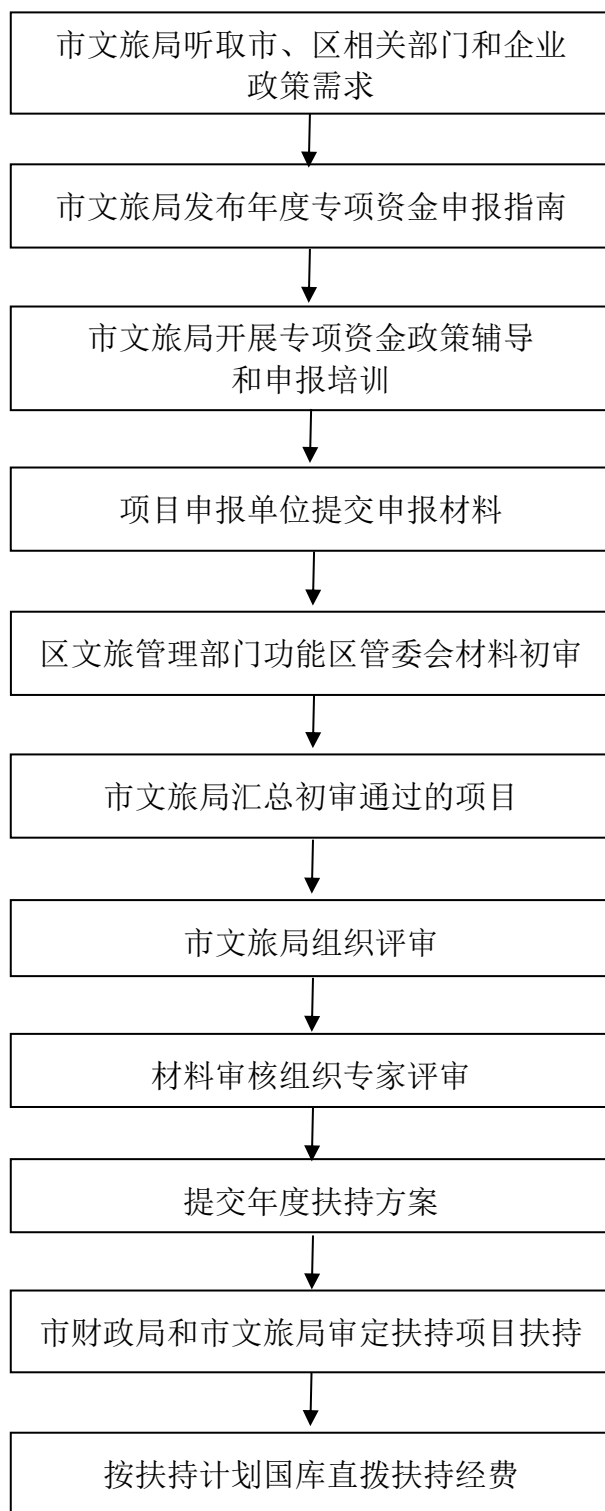 市文旅局听取市、区相关部门和企业
政策需求
市文旅局发布年度专项资金申报指南
市文旅局开展专项资金政策辅导
和申报培训
项目申报单位提交申报材料
区文旅管理部门功能区管委会材料初审
市文旅局汇总初审通过的项目
市文旅局组织评审
材料审核组织专家评审
提交年度扶持方案
市财政局和市文旅局审定扶持项目扶持
按扶持计划国库直拨扶持经费